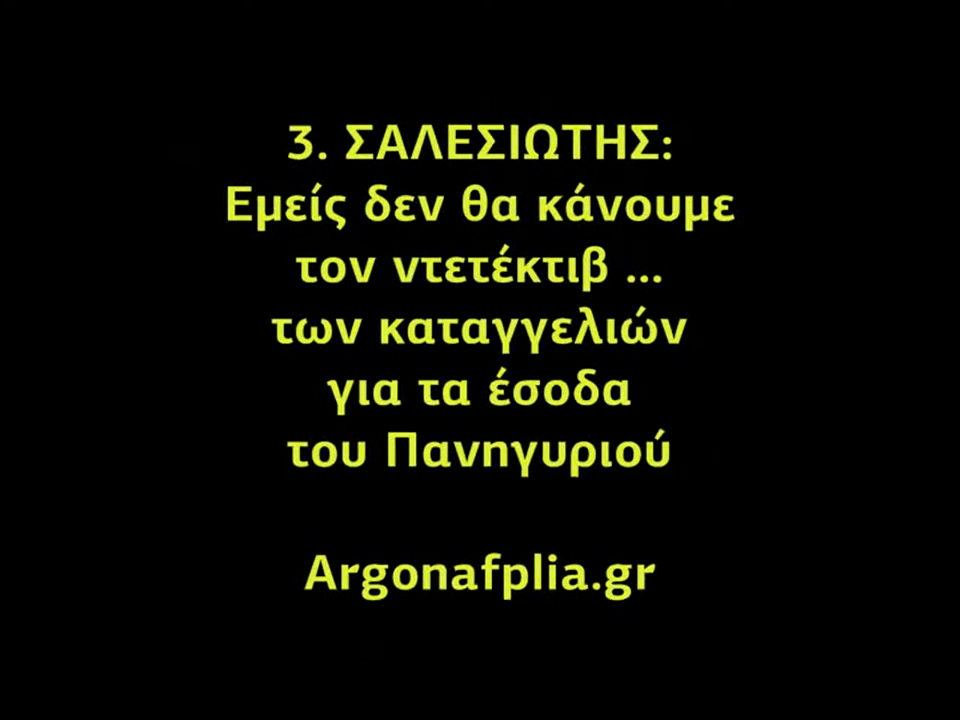 3. ΣΑΛΕΣΙΩΤΗΣ:
Εμείς δεν θα κάνουμε
τον ντετέκτιβ ...
των καταγγελιών
για τα έσοδα
του Πανηγυριού
Argonafplia.gr